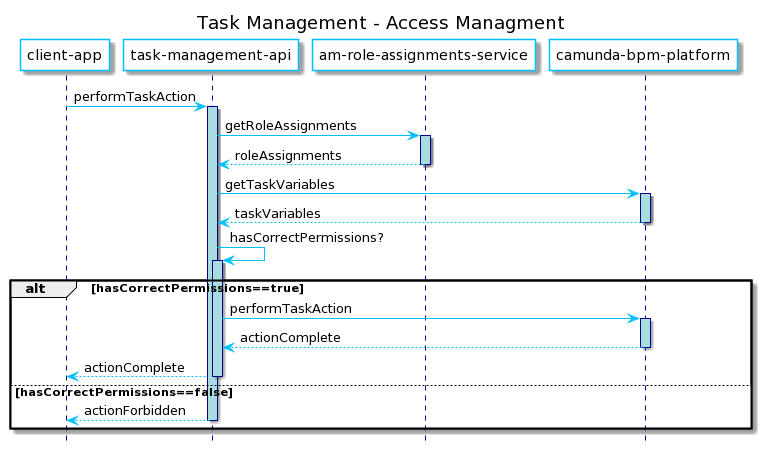 Task Management - Access Managment
client-app
task-management-api
am-role-assignments-service
camunda-bpm-platform
performTaskAction
getRoleAssignments
roleAssignments
getTaskVariables
taskVariables
hasCorrectPermissions?
alt
[hasCorrectPermissions==true]
performTaskAction
actionComplete
actionComplete
[hasCorrectPermissions==false]
actionForbidden